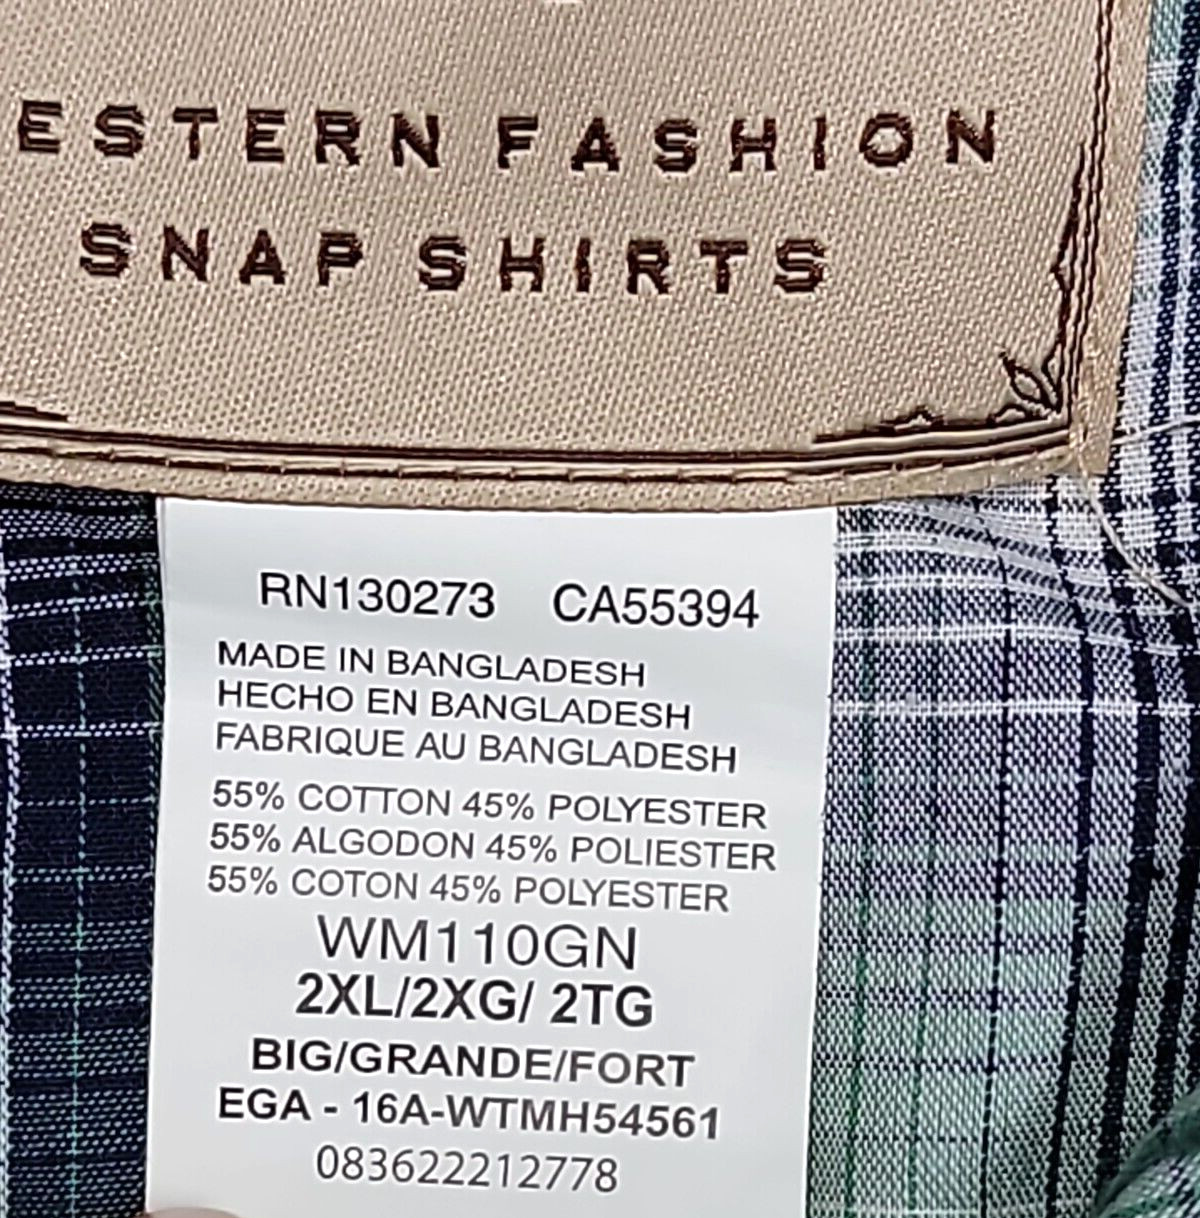 ESTERN FASHION
SNAP SHIRTS
RN130273 CA55394
MADE IN BANGLADESH
HECHO EN BANGLADESH
FABRIQUE AU BANGLADESH
55% COTTON 45% POLYESTER
55% ALGODON 45% POLIESTER
55% COTON 45% POLYESTER
WM110GN
2XL/2XG/ 2TG
BIG/GRANDE/FORT
EGA - 16A-WTMH54561
083622212778